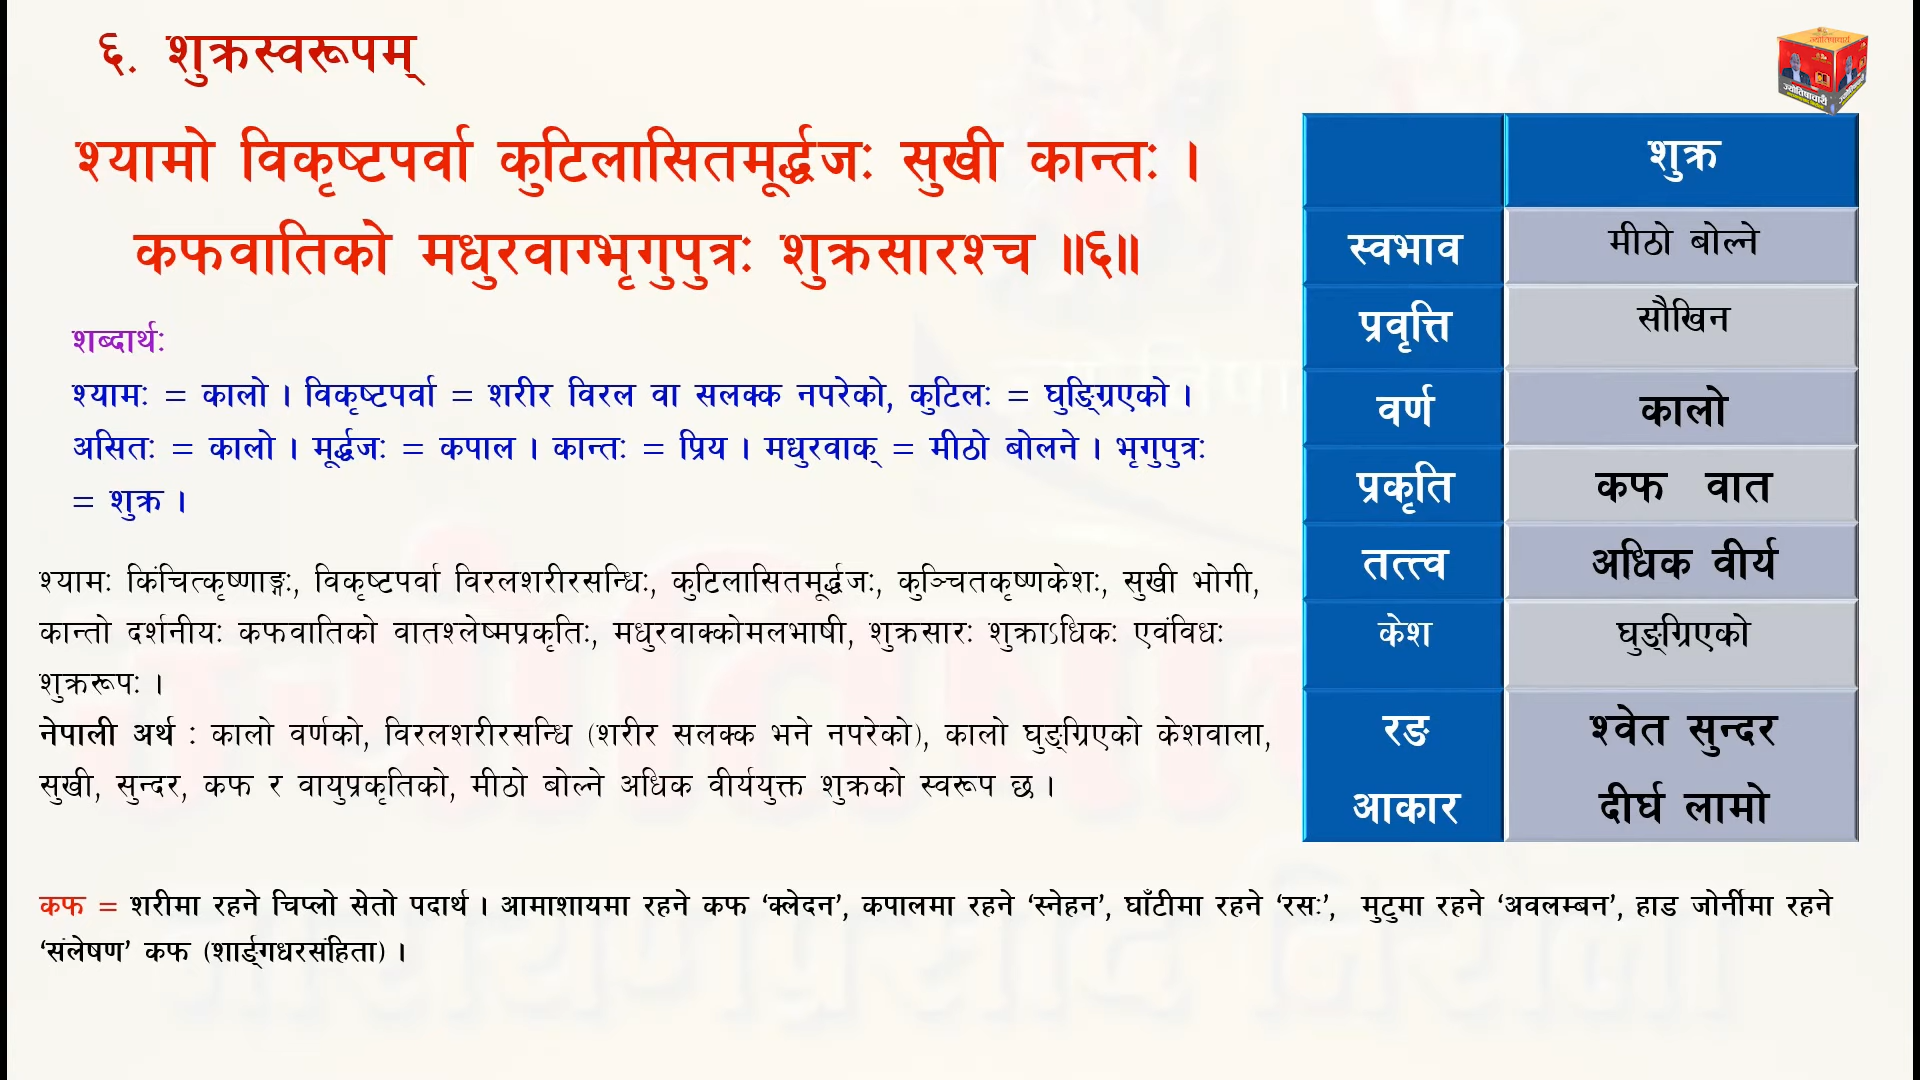 ६. शुक्रस्वरूपम्
श्यामो विकृष्टपर्वा कुटिलासितमूर्द्धजः सुखी कान्तः ।
कफवातिको मधुरवाग्भृगुपुत्रः शुक्रसारश्च ॥६॥
शब्दार्थः
श्यामः = कालो । विकृष्टपर्वा = शरीर विरल वा सलक्क नपरेको, कुटिलः = घुङ्ग्रिएको ।
असितः = कालो । मूर्द्धजः = कपाल । कान्तः = प्रिय । मधुरवाक् = मीठो बोलने । भृगुपुत्रः
= शुक्र ।
श्यामः किंचित्कृष्णाङ्गः, विकृष्टपर्वा विरलशरीरसन्धिः, कुटिलासितमूर्द्धजः, कुञ्चितकृष्णकेशः, सुखी भोगी,
कान्तो दर्शनीयः कफवातिको वातश्लेष्मप्रकृतिः, मधुरवाक्कोमलभाषी, शुक्रसारः शुक्राऽधिकः एवंविधः
शुक्ररूपः ।
नेपाली अर्थ : कालो वर्णको, विरलशरीरसन्धि (शरीर सलक्क भने नपरेको), कालो घुङ्ग्रिएको केशवाला,
सुखी, सुन्दर, कफ र वायुप्रकृतिको, मीठो बोल्ने अधिक वीर्ययुक्त शुक्रको स्वरूप छ ।
कफ = शरीमा रहने चिप्लो सेतो पदार्थ । आमाशायमा रहने कफ ‘क्लेदन’, कपालमा रहने ‘स्नेहन’, घाँटीमा रहने ‘रसः’, मुटुमा रहने ‘अवलम्बन’, हाड जोर्नीमा रहने
‘संलेषण’ कफ (शार्ङ्गधरसंहिता) ।
शुक्र
स्वभाव मीठो बोल्ने
प्रवृत्ति सौखिन
वर्ण कालो
प्रकृति कफ वात
तत्त्व अधिक वीर्य
केश घुङ्ग्रिएको
रङ श्वेत सुन्दर
आकार दीर्घ लामो
ज्योतिषाचार्य